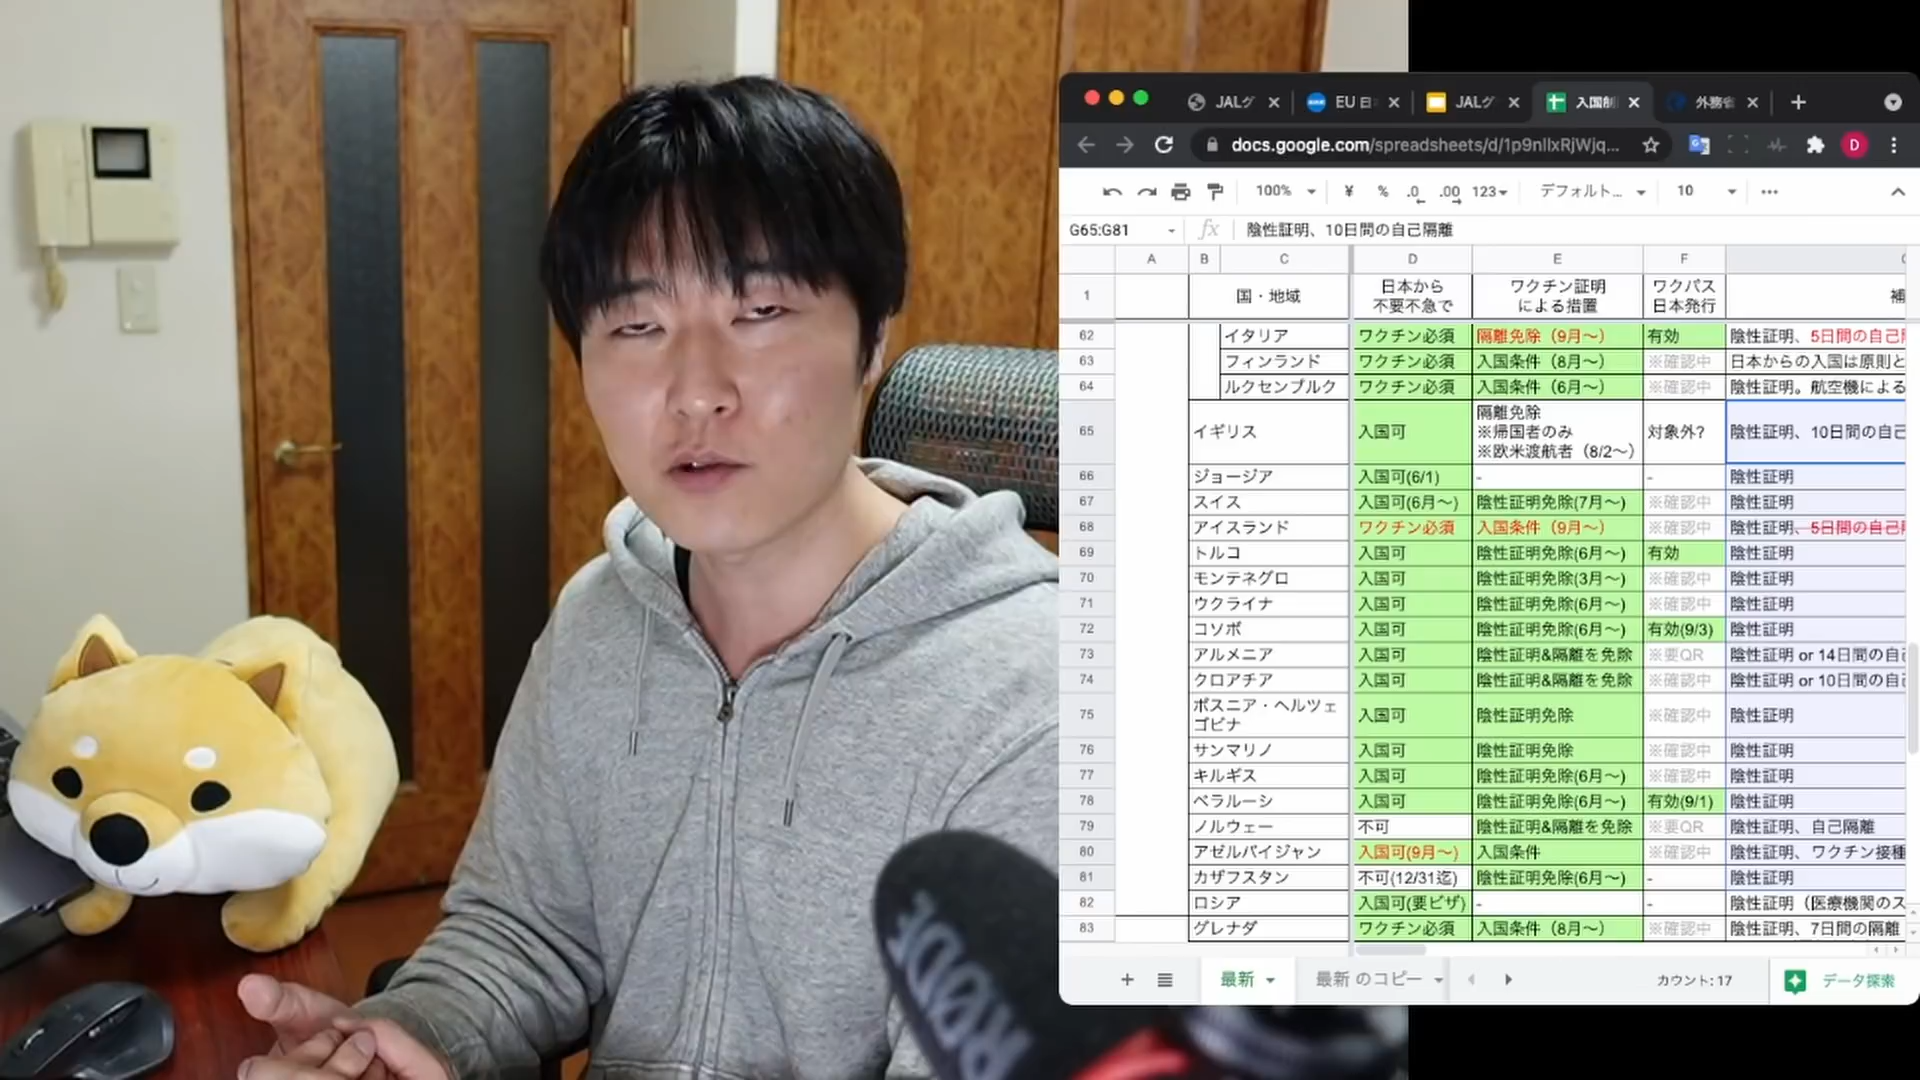 JALグ
EU 日
JALグ
入国制
外務省
docs.google.com/spreadsheets/d/1p9nIlxRjWjq...
D
100%
¥ % .0 .00 123
デフォルト...
10
G65:G81
fx
陰性証明、10日間の自己隔離
A B C D E F
1 国・地域 日本から ワクチン証明 ワクパス 補
不要不急で による措置 日本発行
62 イタリア ワクチン必須 隔離免除（9月〜） 有効 陰性証明、5日間の自己
63 フィンランド ワクチン必須 入国条件（8月〜） ※確認中 日本からの入国は原則と
64 ルクセンブルク ワクチン必須 入国条件（6月〜） ※確認中 陰性証明。航空機による
65 イギリス 入国可 隔離免除 対象外? 陰性証明、10日間の自己
※帰国者のみ
※欧米渡航者（8/2〜）
66 ジョージア 入国可(6/1) - - 陰性証明
67 スイス 入国可(6月〜) 陰性証明免除(7月〜) ※確認中 陰性証明
68 アイスランド ワクチン必須 入国条件（9月〜） ※確認中 陰性証明、5日間の自己
69 トルコ 入国可 陰性証明免除(6月〜) 有効 陰性証明
70 モンテネグロ 入国可 陰性証明免除(3月〜) ※確認中 陰性証明
71 ウクライナ 入国可 陰性証明免除(6月〜) ※確認中 陰性証明
72 コソボ 入国可 陰性証明免除(6月〜) 有効(9/3) 陰性証明
73 アルメニア 入国可 陰性証明&隔離を免除 ※要QR 陰性証明 or 14日間の自己
74 クロアチア 入国可 陰性証明&隔離を免除 ※確認中 陰性証明 or 10日間の自己
75 ボスニア・ヘルツェ 入国可 陰性証明免除 ※確認中 陰性証明
ゴビナ
76 サンマリノ 入国可 陰性証明免除 ※確認中 陰性証明
77 キルギス 入国可 陰性証明免除(6月〜) ※確認中 陰性証明
78 ベラルーシ 入国可 陰性証明免除(6月〜) 有効(9/1) 陰性証明
79 ノルウェー 不可 陰性証明&隔離を免除 ※要QR 陰性証明、自己隔離
80 アゼルバイジャン 入国可(9月〜) 入国条件 ※確認中 陰性証明、ワクチン接種
81 カザフスタン 不可(12/31迄) 陰性証明免除(6月〜) - 陰性証明
82 ロシア 入国可(要ビザ) - - 陰性証明（医療機関のス
83 グレナダ ワクチン必須 入国条件（8月〜） ※確認中 陰性証明、7日間の隔離
最新
最新 のコピー
カウント: 17
データ探索
RØDE